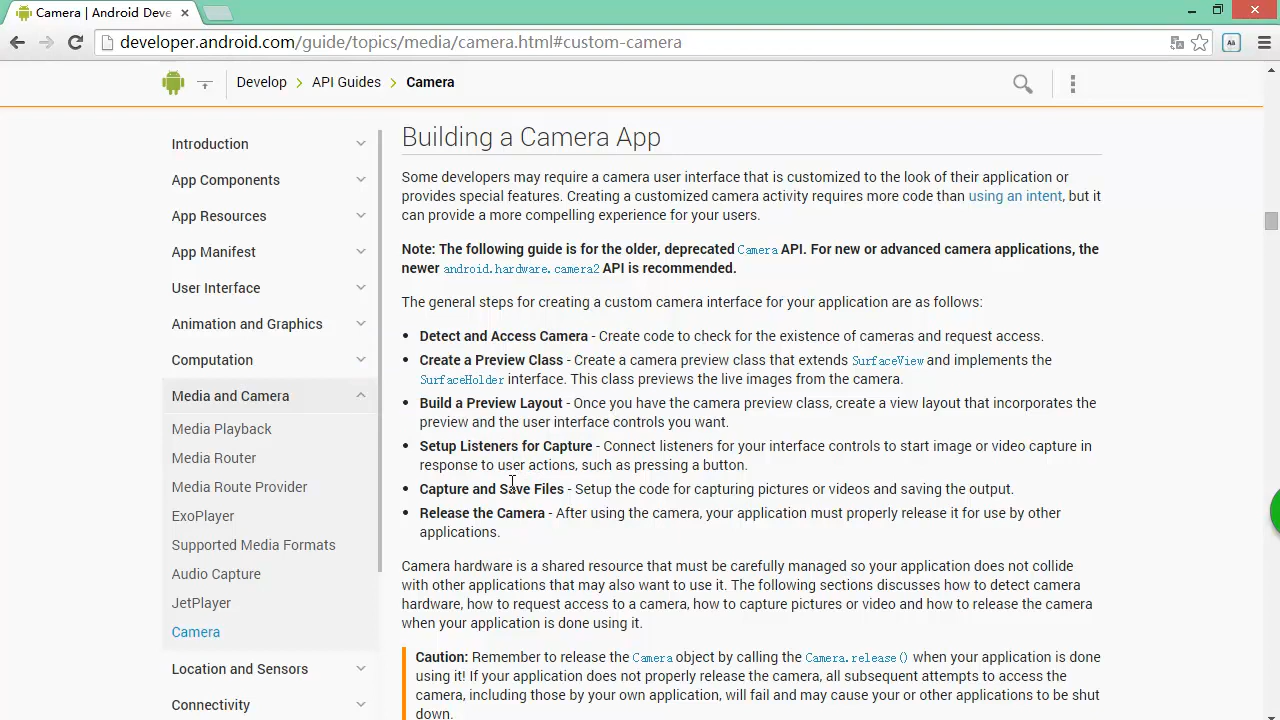 Camera | Android Deve
developer.android.com/guide/topics/media/camera.html#custom-camera
Develop > API Guides > Camera
Introduction
App Components
App Resources
App Manifest
User Interface
Animation and Graphics
Computation
Media and Camera
Media Playback
Media Router
Media Route Provider
ExoPlayer
Supported Media Formats
Audio Capture
JetPlayer
Camera
Location and Sensors
Connectivity
Building a Camera App
Some developers may require a camera user interface that is customized to the look of their application or
provides special features. Creating a customized camera activity requires more code than using an intent, but it
can provide a more compelling experience for your users.
Note: The following guide is for the older, deprecated Camera API. For new or advanced camera applications, the
newer android.hardware.camera2 API is recommended.
The general steps for creating a custom camera interface for your application are as follows:
• Detect and Access Camera - Create code to check for the existence of cameras and request access.
• Create a Preview Class - Create a camera preview class that extends SurfaceView and implements the
SurfaceHolder interface. This class previews the live images from the camera.
• Build a Preview Layout - Once you have the camera preview class, create a view layout that incorporates the
preview and the user interface controls you want.
• Setup Listeners for Capture - Connect listeners for your interface controls to start image or video capture in
response to user actions, such as pressing a button.
• Capture and Save Files - Setup the code for capturing pictures or videos and saving the output.
• Release the Camera - After using the camera, your application must properly release it for use by other
applications.
Camera hardware is a shared resource that must be carefully managed so your application does not collide
with other applications that may also want to use it. The following sections discusses how to detect camera
hardware, how to request access to a camera, how to capture pictures or video and how to release the camera
when your application is done using it.
Caution: Remember to release the Camera object by calling the Camera.release() when your application is done
using it! If your application does not properly release the camera, all subsequent attempts to access the
camera, including those by your own application, will fail and may cause your or other applications to be shut
down.